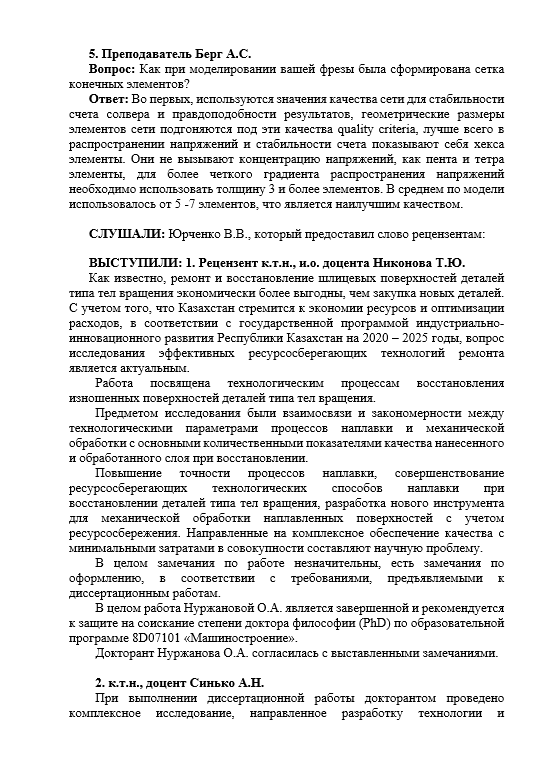 5. Преподаватель Берг А.С.
Вопрос: Как при моделировании вашей фрезы была сформирована сетка
конечных элементов?
Ответ: Во первых, используются значения качества сети для стабильности
счета солвера и правдоподобности результатов, геометрические размеры
элементов сети подгоняются под эти качества quality criteria, лучше всего в
распространении напряжений и стабильности счета показывают себя хекса
элементы. Они не вызывают концентрацию напряжений, как пента и тетра
элементы, для более четкого градиента распространения напряжений
необходимо использовать толщину 3 и более элементов. В среднем по модели
использовалось от 5 -7 элементов, что является наилучшим качеством.
СЛУШАЛИ: Юрченко В.В., который предоставил слово рецензентам:
ВЫСТУПИЛИ: 1. Рецензент к.т.н., и.о. доцента Никонова Т.Ю.
Как известно, ремонт и восстановление шлицевых поверхностей деталей
типа тел вращения экономически более выгодны, чем закупка новых деталей.
С учетом того, что Казахстан стремится к экономии ресурсов и оптимизации
расходов, в соответствии с государственной программой индустриально-
инновационного развития Республики Казахстан на 2020 – 2025 годы, вопрос
исследования эффективных ресурсосберегающих технологий ремонта
является актуальным.
Работа посвящена технологическим процессам восстановления
изношенных поверхностей деталей типа тел вращения.
Предметом исследования были взаимосвязи и закономерности между
технологическими параметрами процессов наплавки и механической
обработки с основными количественными показателями качества нанесенного
и обработанного слоя при восстановлении.
Повышение точности процессов наплавки, совершенствование
ресурсосберегающих технологических способов наплавки при
восстановлении деталей типа тел вращения, разработка нового инструмента
для механической обработки наплавленных поверхностей с учетом
ресурсосбережения. Направленные на комплексное обеспечение качества с
минимальными затратами в совокупности составляют научную проблему.
В целом замечания по работе незначительны, есть замечания по
оформлению, в соответствии с требованиями, предъявляемыми к
диссертационным работам.
В целом работа Нуржановой О.А. является завершенной и рекомендуется
к защите на соискание степени доктора философии (PhD) по образовательной
программе 8D07101 «Машиностроение».
Докторант Нуржанова О.А. согласилась с выставленными замечаниями.
2. к.т.н., доцент Синько А.Н.
При выполнении диссертационной работы докторантом проведено
комплексное исследование, направленное разработку технологии и